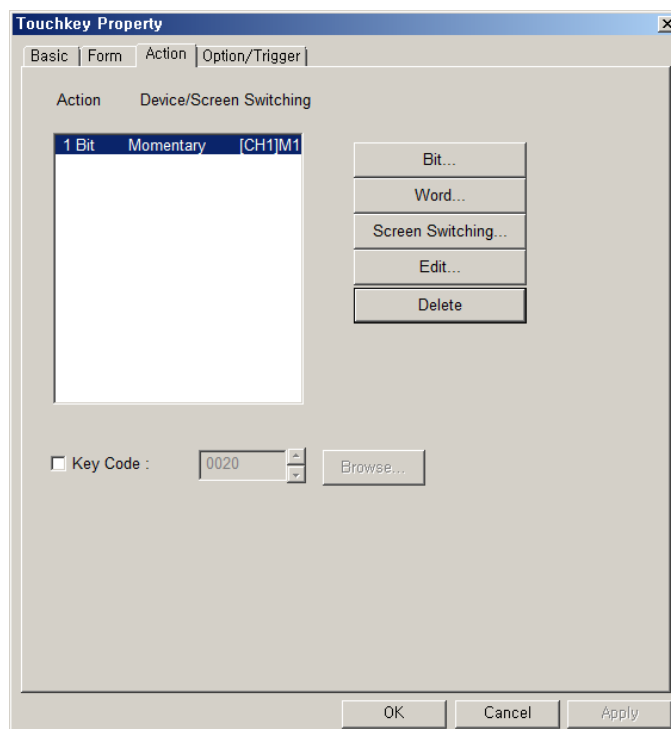 Touchkey Property
Basic Form Action Option/Trigger
Action Device/Screen Switching
1 Bit Momentary [CH1]M1
Bit...
Word...
Screen Switching...
Edit...
Delete
Key Code : 0020 Browse...
OK Cancel Apply